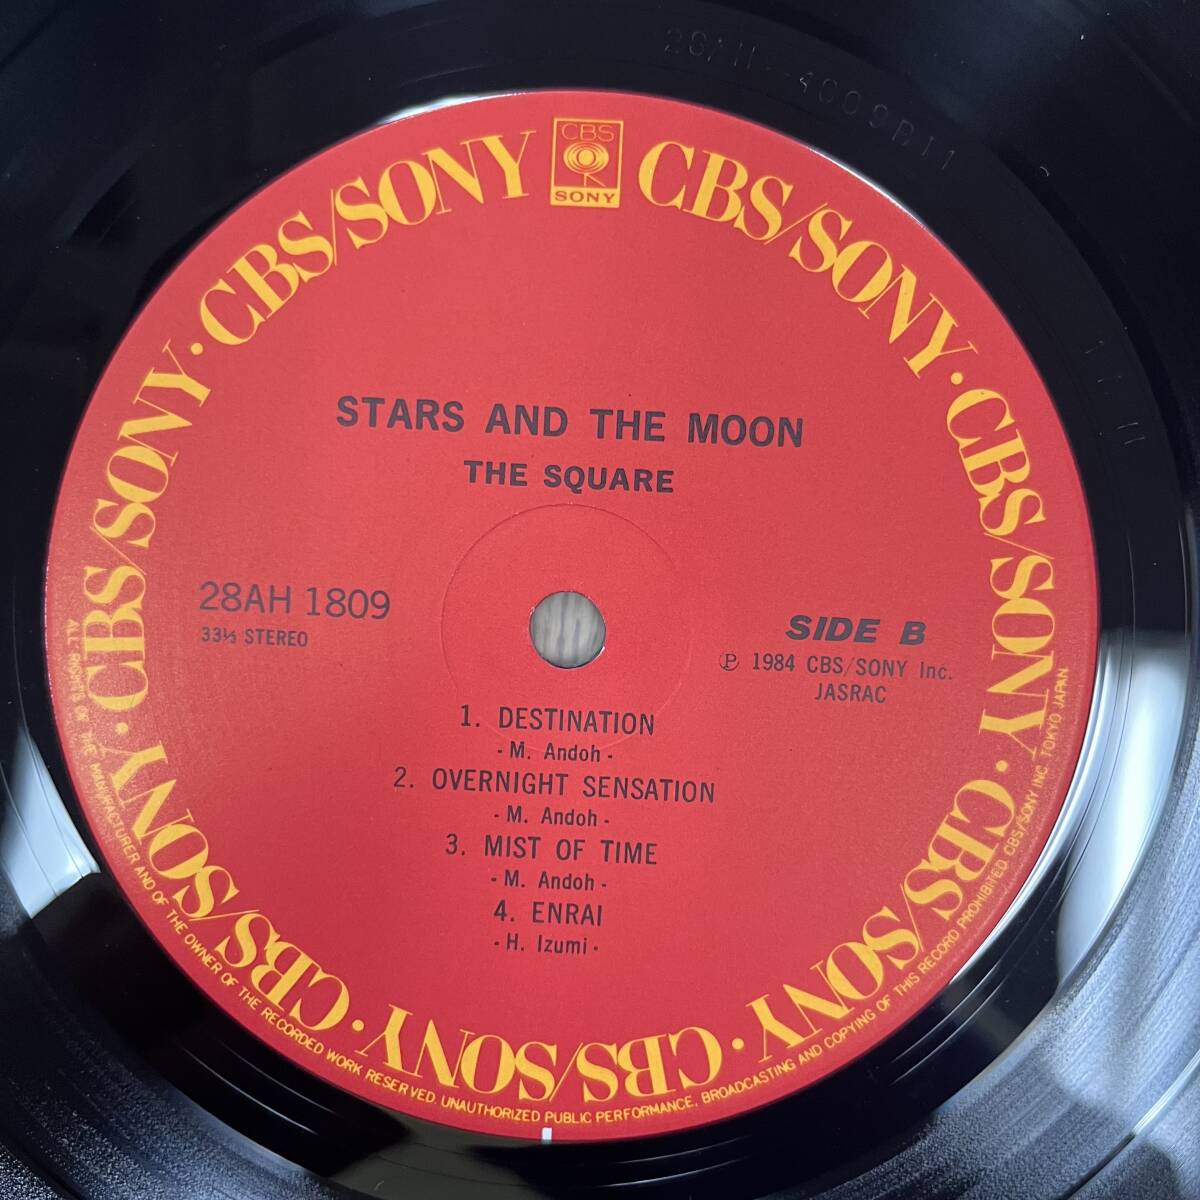 CBS
SONY
CBS/SONY · CBS/SONY · CBS/SONY · CBS/SONY · CBS/SONY · CBS/SONY · CBS/SONY · CBS/SONY
STARS AND THE MOON
THE SQUARE
28AH 1809
33⅓ STEREO
SIDE B
Ⓟ 1984 CBS/SONY Inc.
JASRAC
1. DESTINATION
- M. Andoh -
2. OVERNIGHT SENSATION
- M. Andoh -
3. MIST OF TIME
- M. Andoh -
4. ENRAI
- H. Izumi -
ALL RIGHTS OF THE MANUFACTURER AND OF THE OWNER OF THE RECORDED WORK RESERVED. UNAUTHORIZED PUBLIC PERFORMANCE, BROADCASTING AND COPYING OF THIS RECORD PROHIBITED. CBS/SONY INC. TOKYO JAPAN